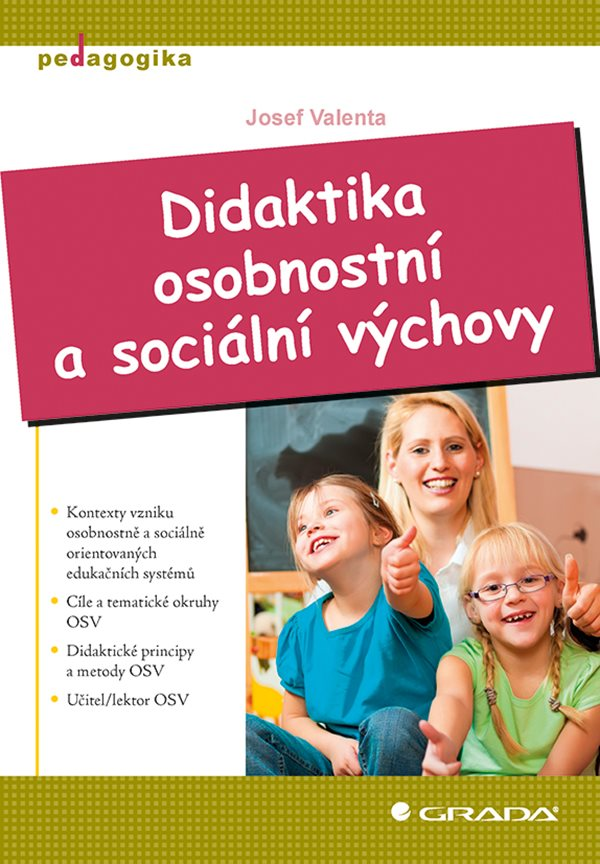 pedagogika
Josef Valenta
Didaktika
osobnostní
a sociální výchovy
• Kontexty vzniku
osobnostně a sociálně
orientovaných
edukačních systémů
• Cíle a tematické okruhy
OSV
• Didaktické principy
a metody OSV
• Učitel/lektor OSV
GRADA®